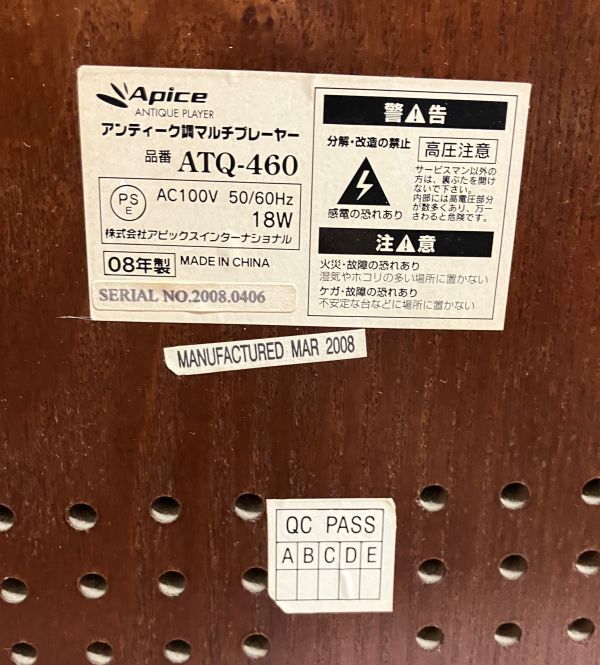 Apice
ANTIQUE PLAYER
アンティーク調マルチプレーヤー
品番 ATQ-460
PS
E
AC100V 50/60Hz
18W
株式会社アピックスインターナショナル
08年製 MADE IN CHINA
SERIAL NO.2008.0406
警告
分解・改造の禁止
感電の恐れあり
高圧注意
サービスマン以外の
方は、裏ぶたを開け
ないで下さい。
内部には高電圧部分
が数多くあり、万一
さわると危険です。
注意
火災・故障の恐れあり
湿気やホコリの多い場所に置かない
ケガ・故障の恐れあり
不安定な台などに場所に置かない
MANUFACTURED MAR 2008
QC PASS
A B C D E